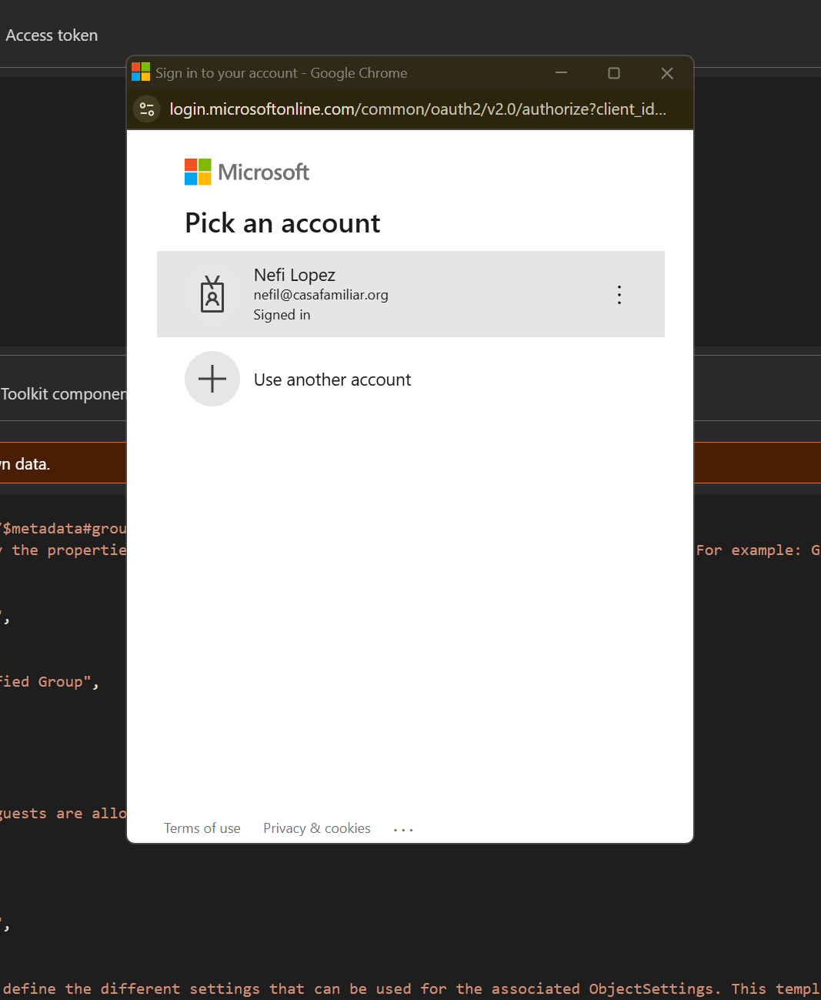 Access token
Sign in to your account - Google Chrome
login.microsoftonline.com/common/oauth2/v2.0/authorize?client_id...
Microsoft
Pick an account
Nefi Lopez
nefil@casafamiliar.org
Signed in
Use another account
Toolkit componen
n data.
/$metadata#grou
y the propertie
For example: G
",
fied Group",
guests are allo
Terms of use Privacy & cookies ...
",
define the different settings that can be used for the associated ObjectSettings. This templ